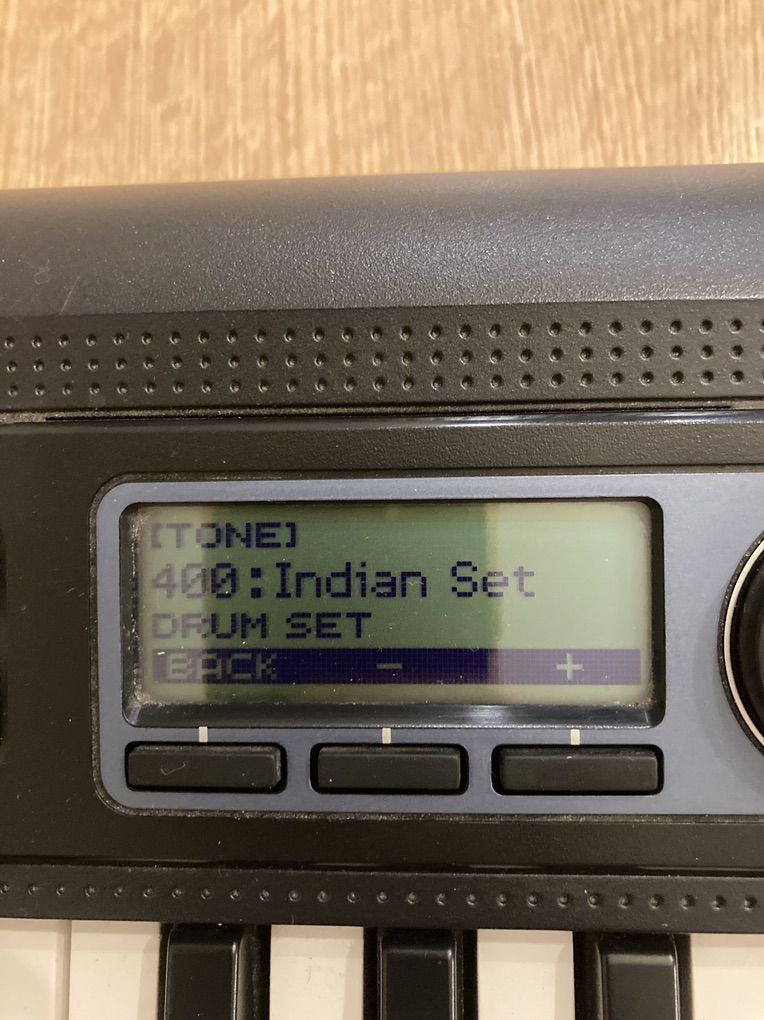 [TONE]
400:Indian Set
DRUM SET
BACK - +